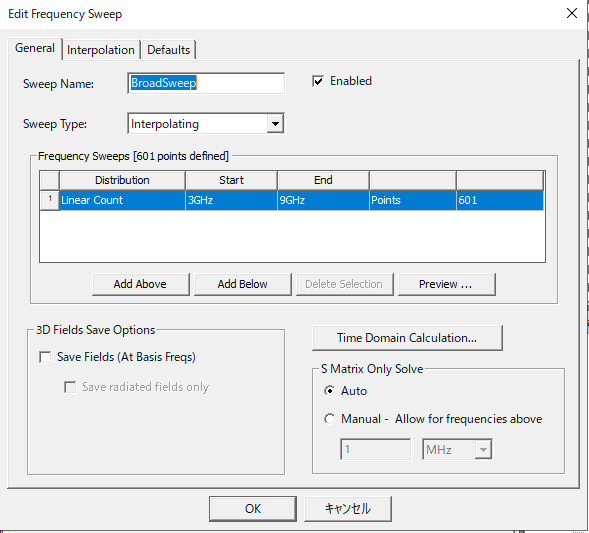 Edit Frequency Sweep
General Interpolation Defaults
Sweep Name: BroadSweep Enabled
Sweep Type: Interpolating
Frequency Sweeps [601 points defined]
Distribution Start End
1 Linear Count 3GHz 9GHz Points 601
Add Above Add Below Delete Selection Preview ...
3D Fields Save Options
Save Fields (At Basis Freqs)
Save radiated fields only
Time Domain Calculation...
S Matrix Only Solve
Auto
Manual - Allow for frequencies above
1 MHz
OK キャンセル